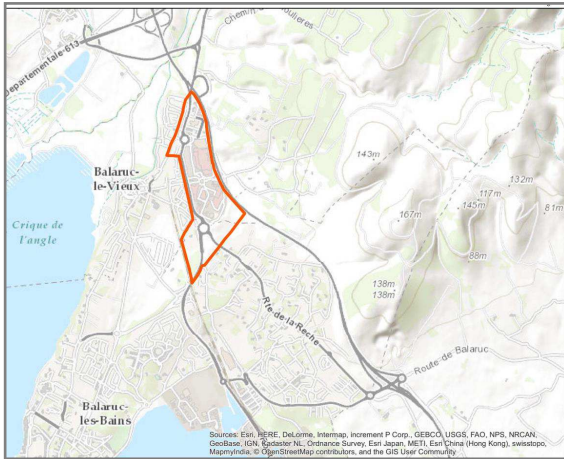 Departementale-613
143m
132m
117m
Balaruc-
le-Vieux
145m
81m
167m
Crique de
l'angle
88m
138m
138m
Rte-de-la-Rèche
Route de Balaruc
Balaruc-
les-Bains
Sources: Esri, HERE, DeLorme, Intermap, increment P Corp., GEBCO, USGS, FAO, NPS, NRCAN,
GeoBase, IGN, Kadaster NL, Ordnance Survey, Esri Japan, METI, Esri China (Hong Kong), swisstopo,
MapmyIndia, © OpenStreetMap contributors, and the GIS User Community